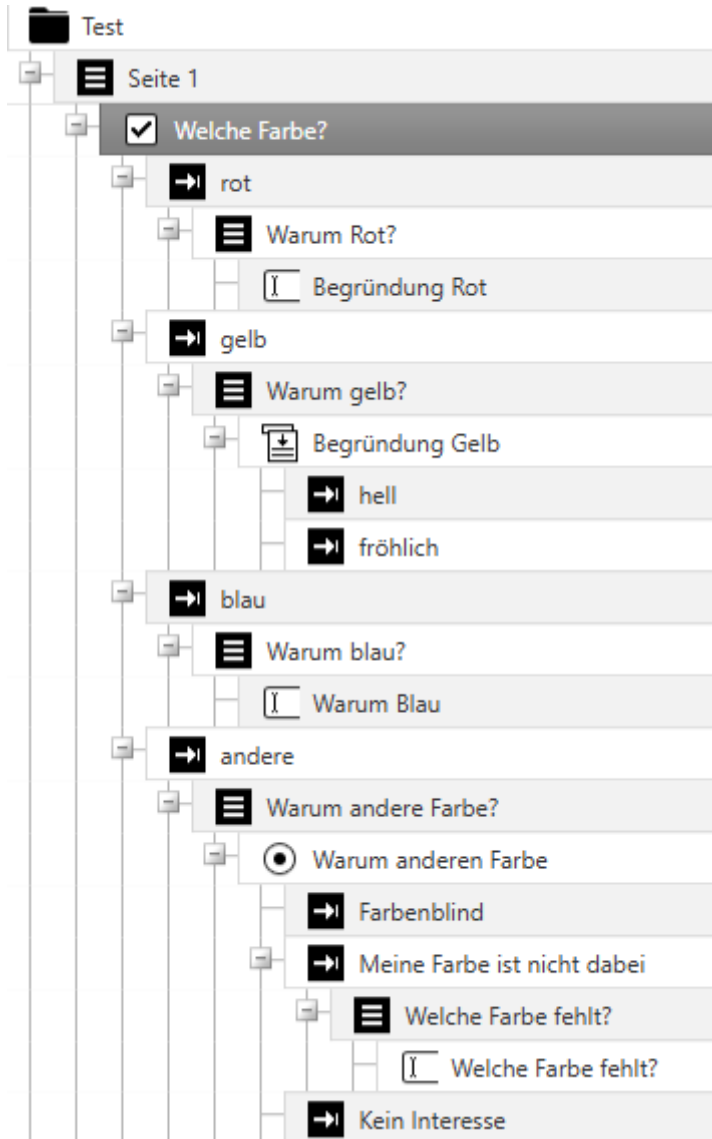 Test
Seite 1
Welche Farbe?
rot
Warum Rot?
Begründung Rot
gelb
Warum gelb?
Begründung Gelb
hell
fröhlich
blau
Warum blau?
Warum Blau
andere
Warum andere Farbe?
Warum anderen Farbe
Farbenblind
Meine Farbe ist nicht dabei
Welche Farbe fehlt?
Welche Farbe fehlt?
Kein Interesse